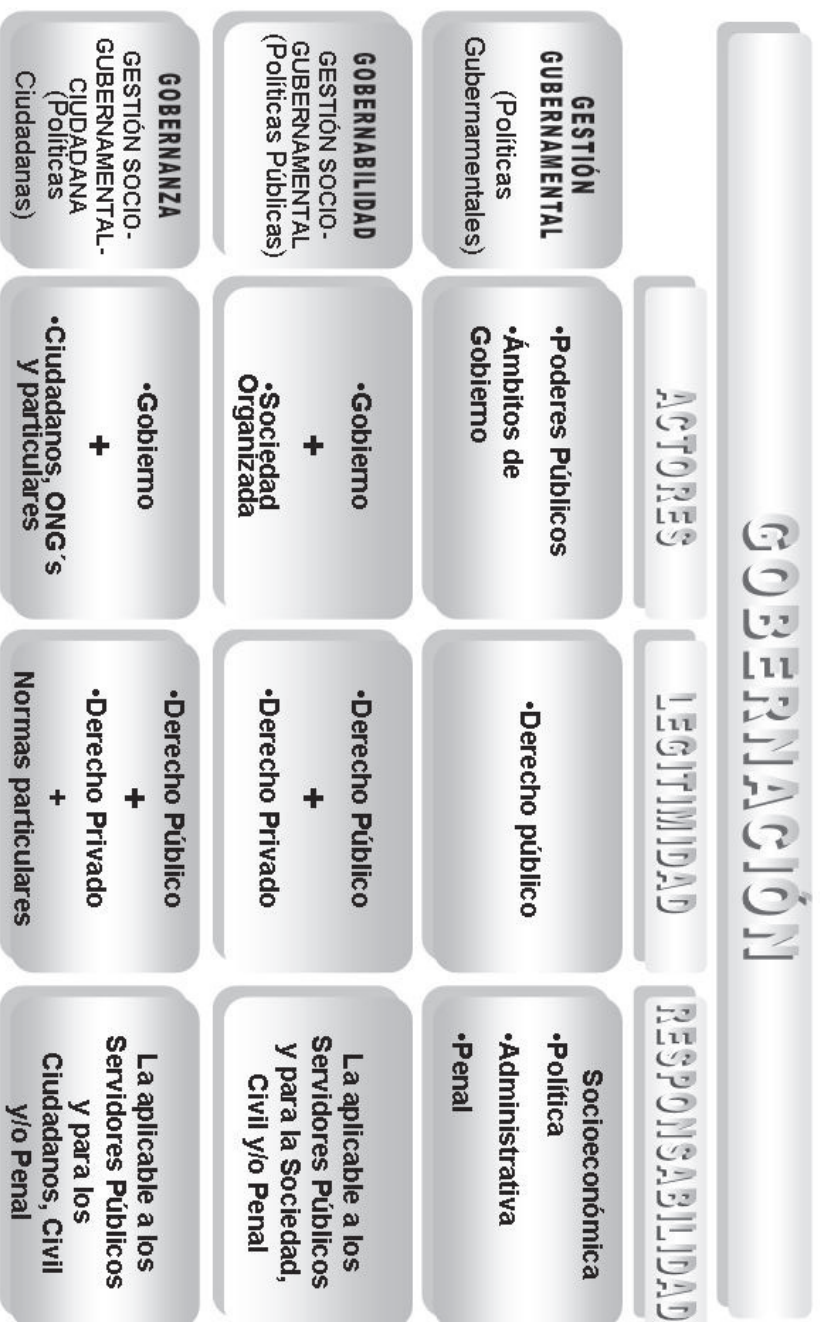 GOBERNACIÓN
ACTORES
LEGITIMIDAD
RESPONSABILIDAD
GESTIÓN
GUBERNAMENTAL
(Políticas
Gubernamentales)
•Poderes Públicos
•Ámbitos de
Gobierno
•Derecho público
Socioeconómica
•Política
•Administrativa
•Penal
GOBERNABILIDAD
GESTIÓN SOCIO-
GUBERNAMENTAL
(Políticas Públicas)
•Gobierno
+
•Sociedad
Organizada
•Derecho Público
+
•Derecho Privado
La aplicable a los
Servidores Públicos
y para la Sociedad,
Civil y/o Penal
GOBERNANZA
GESTIÓN SOCIO-
GUBERNAMENTAL-
CIUDADANA
(Políticas
Ciudadanas)
•Gobierno
+
•Ciudadanos, ONG´s
y particulares
•Derecho Público
+
•Derecho Privado
+
Normas particulares
La aplicable a los
Servidores Públicos
y para los
Ciudadanos, Civil
y/o Penal